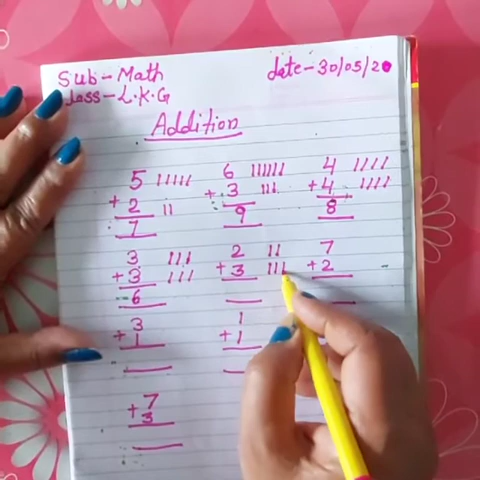 Sub-Math
date-30/05/20
Class-L.K.G
Addition
5 IIIII 6 IIIIII 4 IIII
+2 II +3 III +4 IIII
7 9 8
3 III 2 II 7
+3 III +3 III +2
6
3 1
1 +1
7
+3